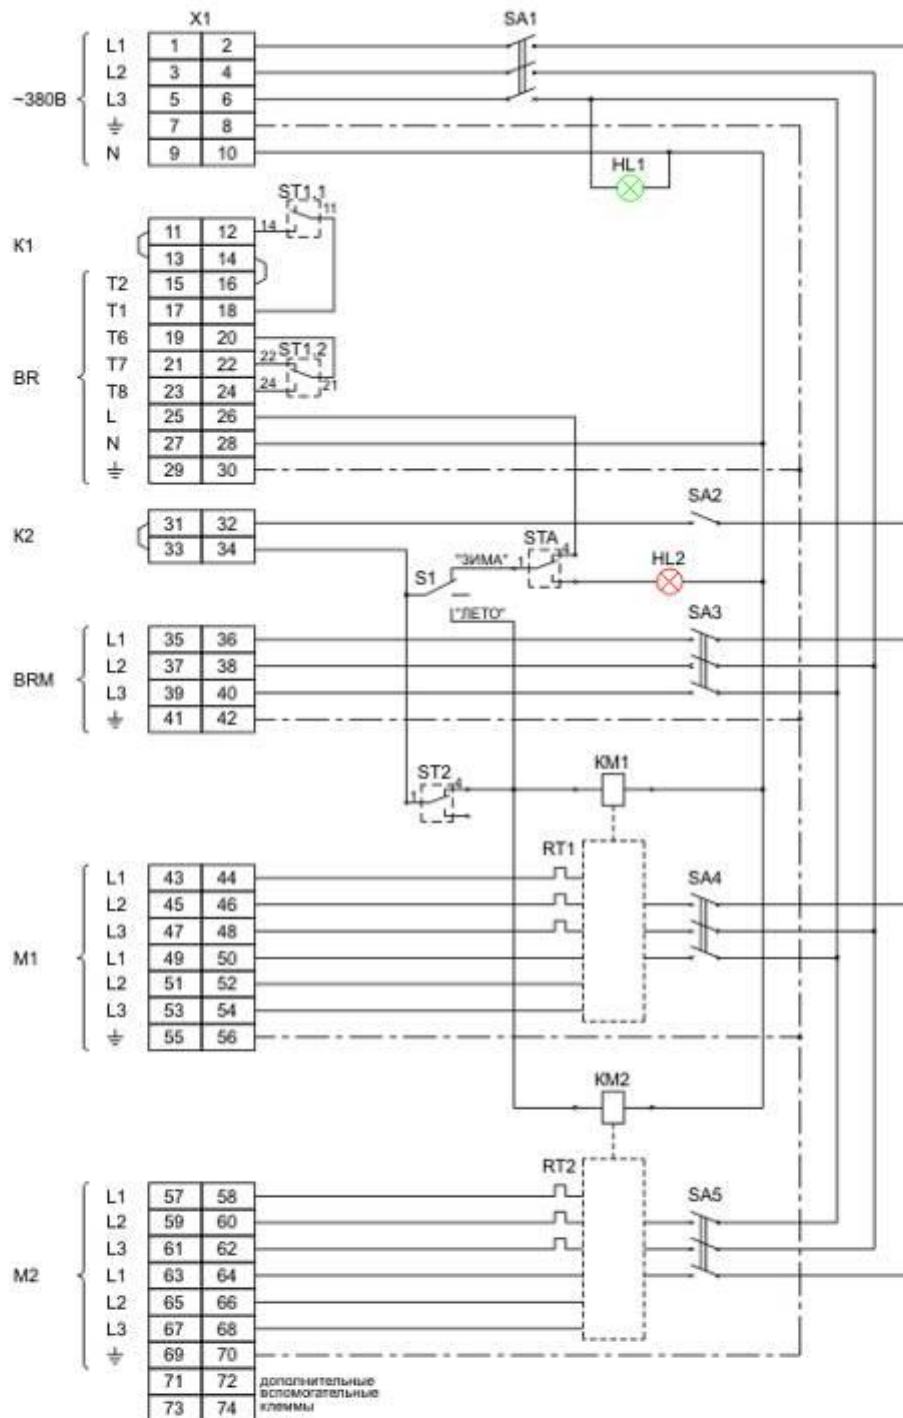 X1 SA1
~380В
L1 1 2
L2 3 4
L3 5 6
7 8
N 9 10
HL1
ST1.1
K1
11 12 14 11
13 14
BR
T2 15 16
T1 17 18
T6 19 20
ST1.2
T7 21 22 22
T8 23 24 24 21
L 25 26
N 27 28
29 30
SA2
K2
31 32
33 34
STA
"ЗИМА" 1 4
HL2
S1
"ЛЕТО"
SA3
BRM
L1 35 36
L2 37 38
L3 39 40
41 42
KM1
ST2
1 4
RT1
SA4
M1
L1 43 44
L2 45 46
L3 47 48
L1 49 50
L2 51 52
L3 53 54
55 56
KM2
RT2
SA5
M2
L1 57 58
L2 59 60
L3 61 62
L1 63 64
L2 65 66
L3 67 68
69 70
71 72 дополнительные
вспомогательные
73 74 клеммы